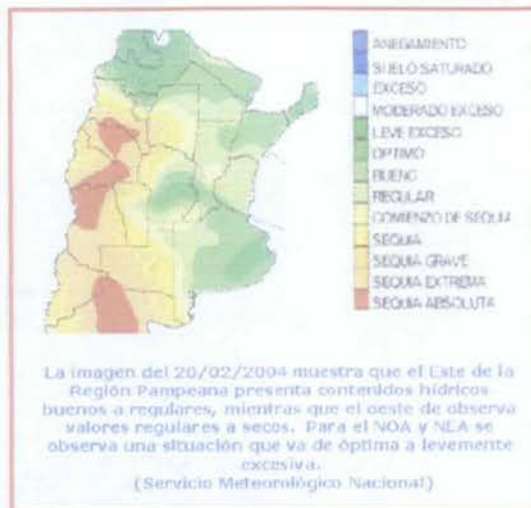 ANEGAMIENTO
SUELO SATURADO
EXCESO
MODERADO EXCESO
LEVE EXCESO
OPTIMO
BUENO
REGULAR
COMIENZO DE SEQUIA
SEQUIA
SEQUIA GRAVE
SEQUIA EXTREMA
SEQUIA ABSOLUTA
La imagen del 20/02/2004 muestra que el Este de la
Región Pampeana presenta contenidos hídricos
buenos a regulares, mientras que el oeste de observa
valores regulares a secos. Para el NOA y NEA se
observa una situación que va de óptima a levemente
excesiva.
(Servicio Meteorológico Nacional)